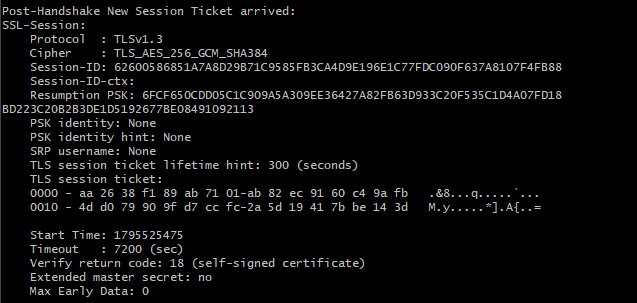 Post-Handshake New Session Ticket arrived:
SSL-Session:
    Protocol  : TLSv1.3
    Cipher    : TLS_AES_256_GCM_SHA384
    Session-ID: 62600586851A7A8D29B71C9585FB3CA4D9E196E1C77FDC090F637A8107F4FB88
    Session-ID-ctx:
    Resumption PSK: 6FCF650CDD05C1C909A5A309EE36427A82FB63D933C20F535C1D4A07FD18
BD223C20B2B3DE1D5192677BE08491092113
    PSK identity: None
    PSK identity hint: None
    SRP username: None
    TLS session ticket lifetime hint: 300 (seconds)
    TLS session ticket:
    0000 - aa 26 38 f1 89 ab 71 01-ab 82 ec 91 60 c4 9a fb   .&8...q.....`...
    0010 - 4d d0 79 90 9f d7 cc fc-2a 5d 19 41 7b be 14 3d   M.y.....*].A{..=
    Start Time: 1795525475
    Timeout   : 7200 (sec)
    Verify return code: 18 (self-signed certificate)
    Extended master secret: no
    Max Early Data: 0